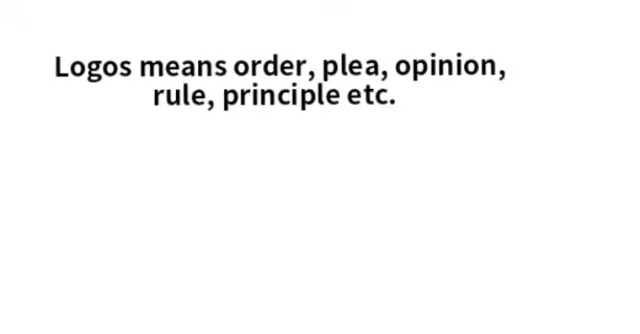 Logos means order, plea, opinion,
rule, principle etc.